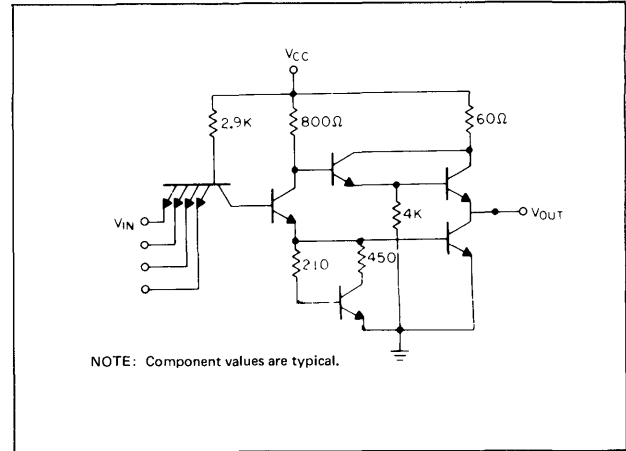 VCC
2.9K
800Ω
60Ω
VIN
4K
VOUT
210
450
NOTE: Component values are typical.